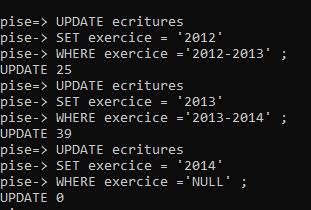 pise=> UPDATE ecritures
pise-> SET exercice = '2012'
pise-> WHERE exercice ='2012-2013' ;
UPDATE 25
pise=> UPDATE ecritures
pise-> SET exercice = '2013'
pise-> WHERE exercice ='2013-2014' ;
UPDATE 39
pise=> UPDATE ecritures
pise-> SET exercice = '2014'
pise-> WHERE exercice ='NULL' ;
UPDATE 0